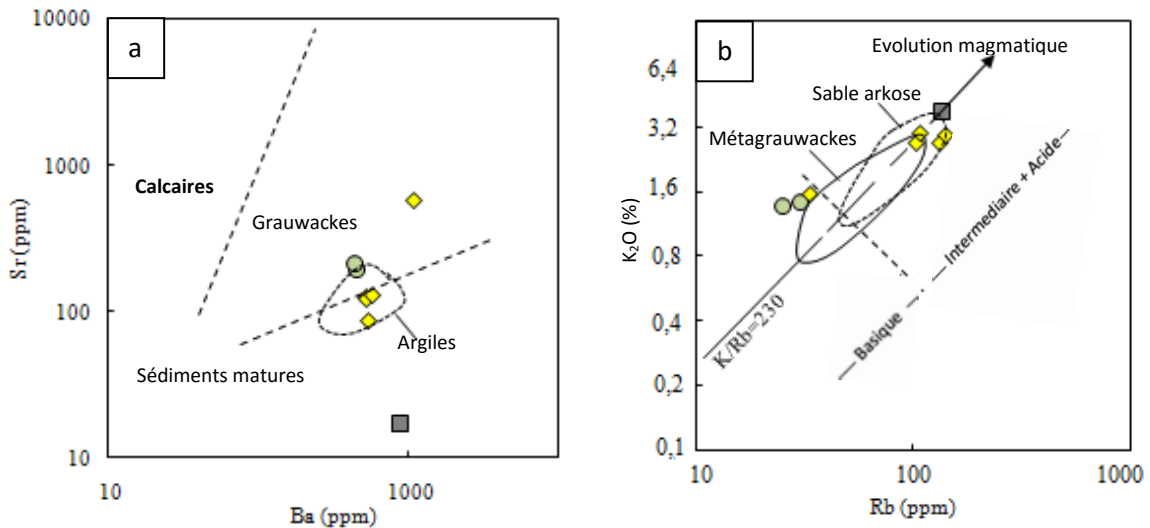 a
10000
1000
100
10
Sr (ppm)
Calcaires
Grauwackes
Argiles
Sédiments matures
10
1000
Ba (ppm)
b
6,4
3,2
1,6
0,8
0,4
0,2
0,1
K₂O (%)
Evolution magmatique
Sable arkose
Métagrauwackes
K/Rb=230
Basique
Intermediaire + Acide
10
100
1000
Rb (ppm)